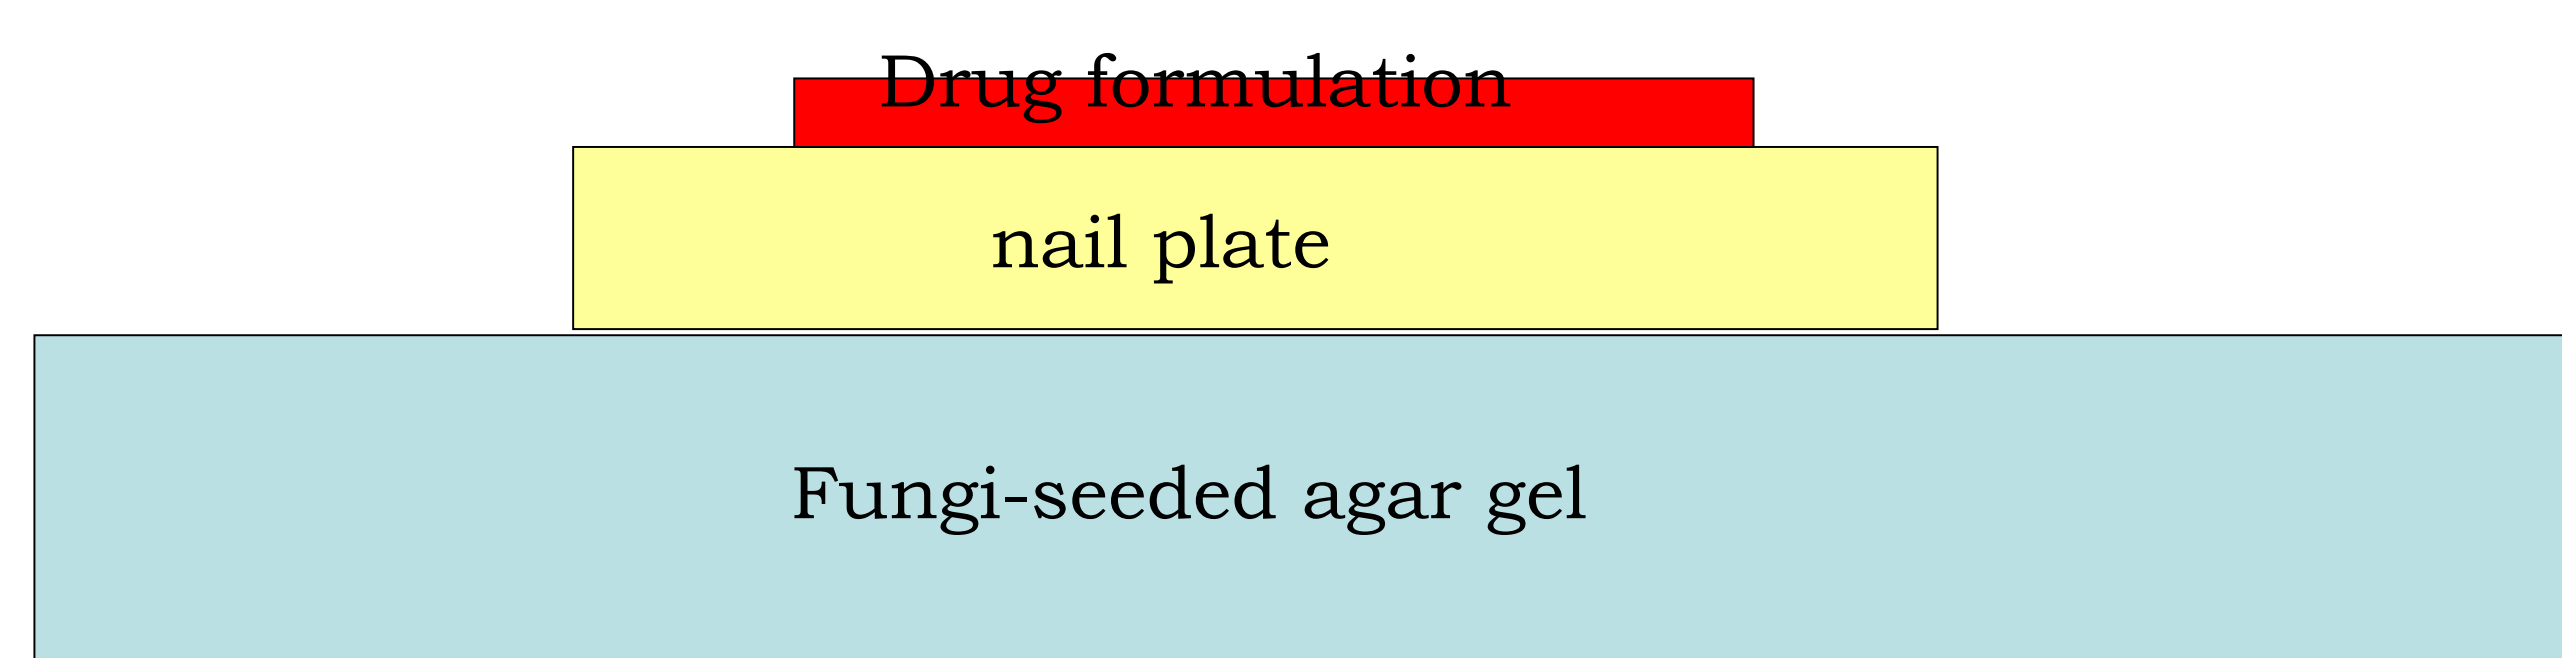 Drug formulation
nail plate
Fungi-seeded agar gel